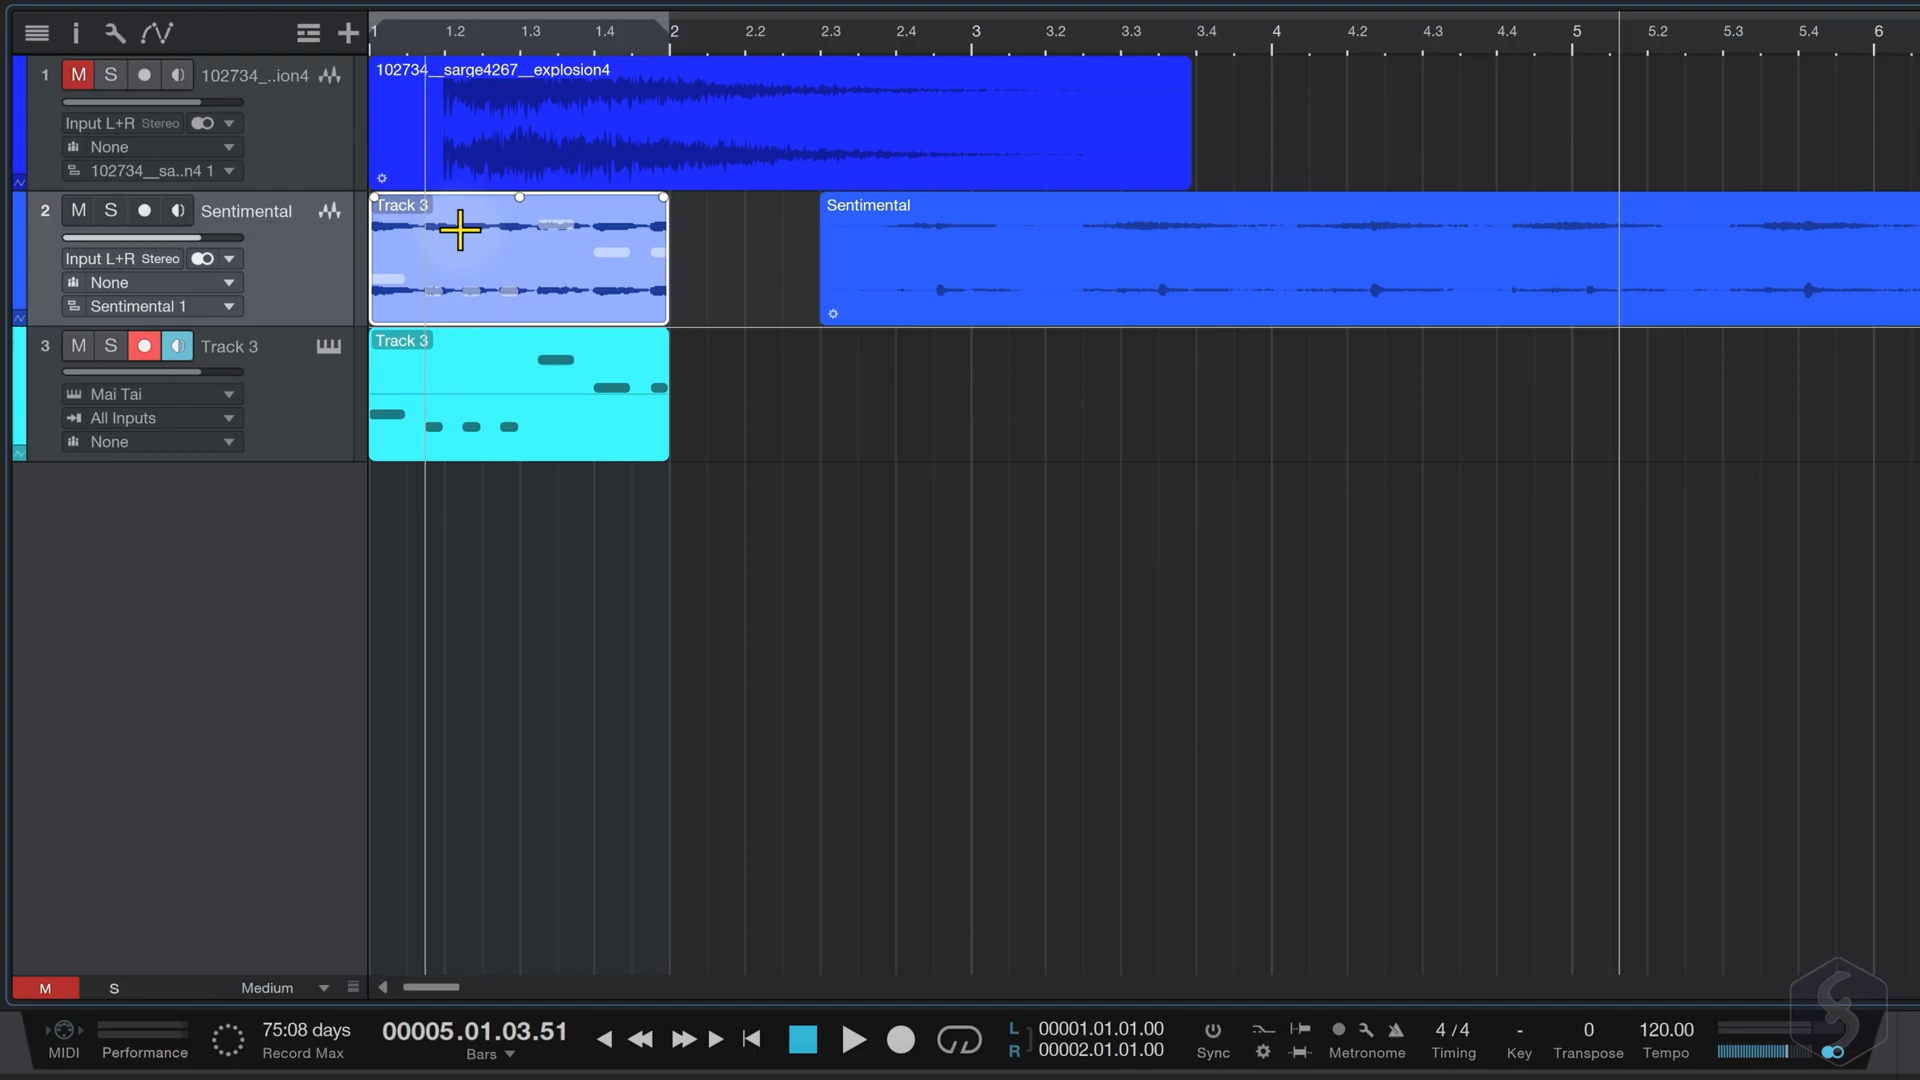 1 1.2 1.3 1.4 2 2.2 2.3 2.4 3 3.2 3.3 3.4 4 4.2 4.3 4.4 5 5.2 5.3 5.4 6
1 M S 102734_..ion4
Input L+R Stereo
None
102734__sa..n4 1
102734__sarge4267__explosion4
2 M S Sentimental
Input L+R Stereo
None
Sentimental 1
Track 3
Sentimental
3 M S Track 3
Mai Tai
All Inputs
None
Track 3
M S Medium
MIDI
Performance
75:08 days
Record Max
00005.01.03.51
Bars
L 00001.01.01.00
R 00002.01.01.00
Sync
Metronome
4 / 4
Timing
-
Key
0
Transpose
120.00
Tempo